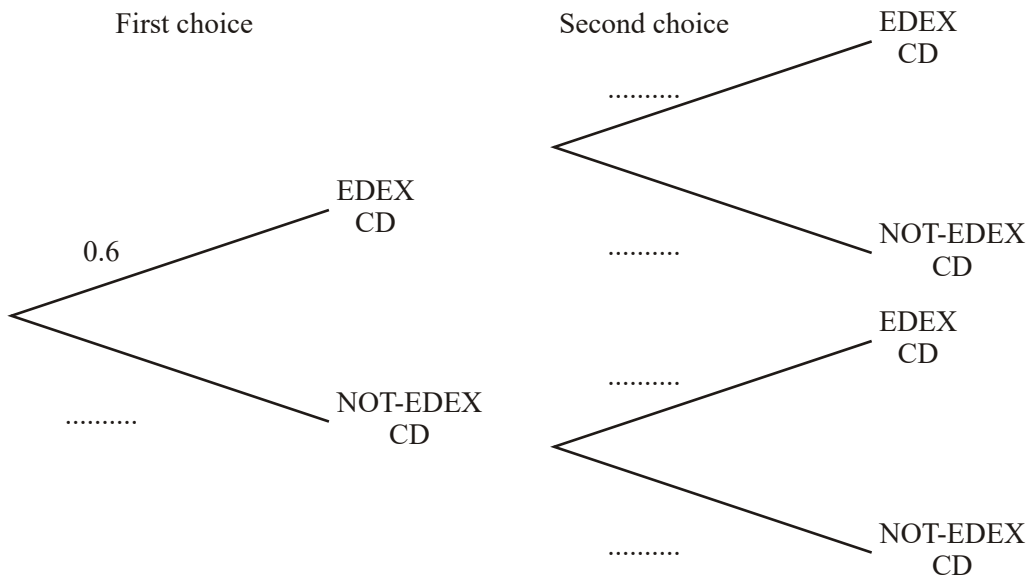 First choice
Second choice
EDEX
CD
..........
EDEX
CD
0.6
NOT-EDEX
CD
..........
EDEX
CD
NOT-EDEX
CD
..........
..........
NOT-EDEX
CD
..........